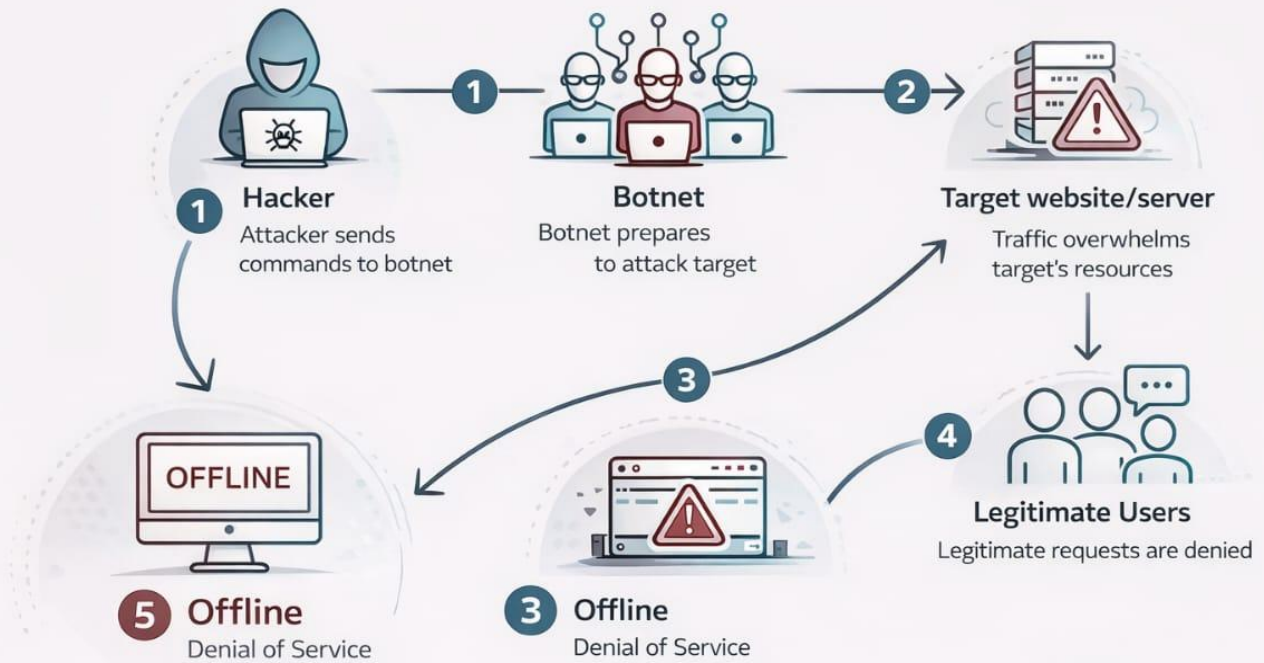 1
2
1
Hacker
Attacker sends
commands to botnet
Botnet
Botnet prepares
to attack target
Target website/server
Traffic overwhelms
target's resources
3
4
OFFLINE
Legitimate Users
Legitimate requests are denied
5 Offline
Denial of Service
3 Offline
Denial of Service